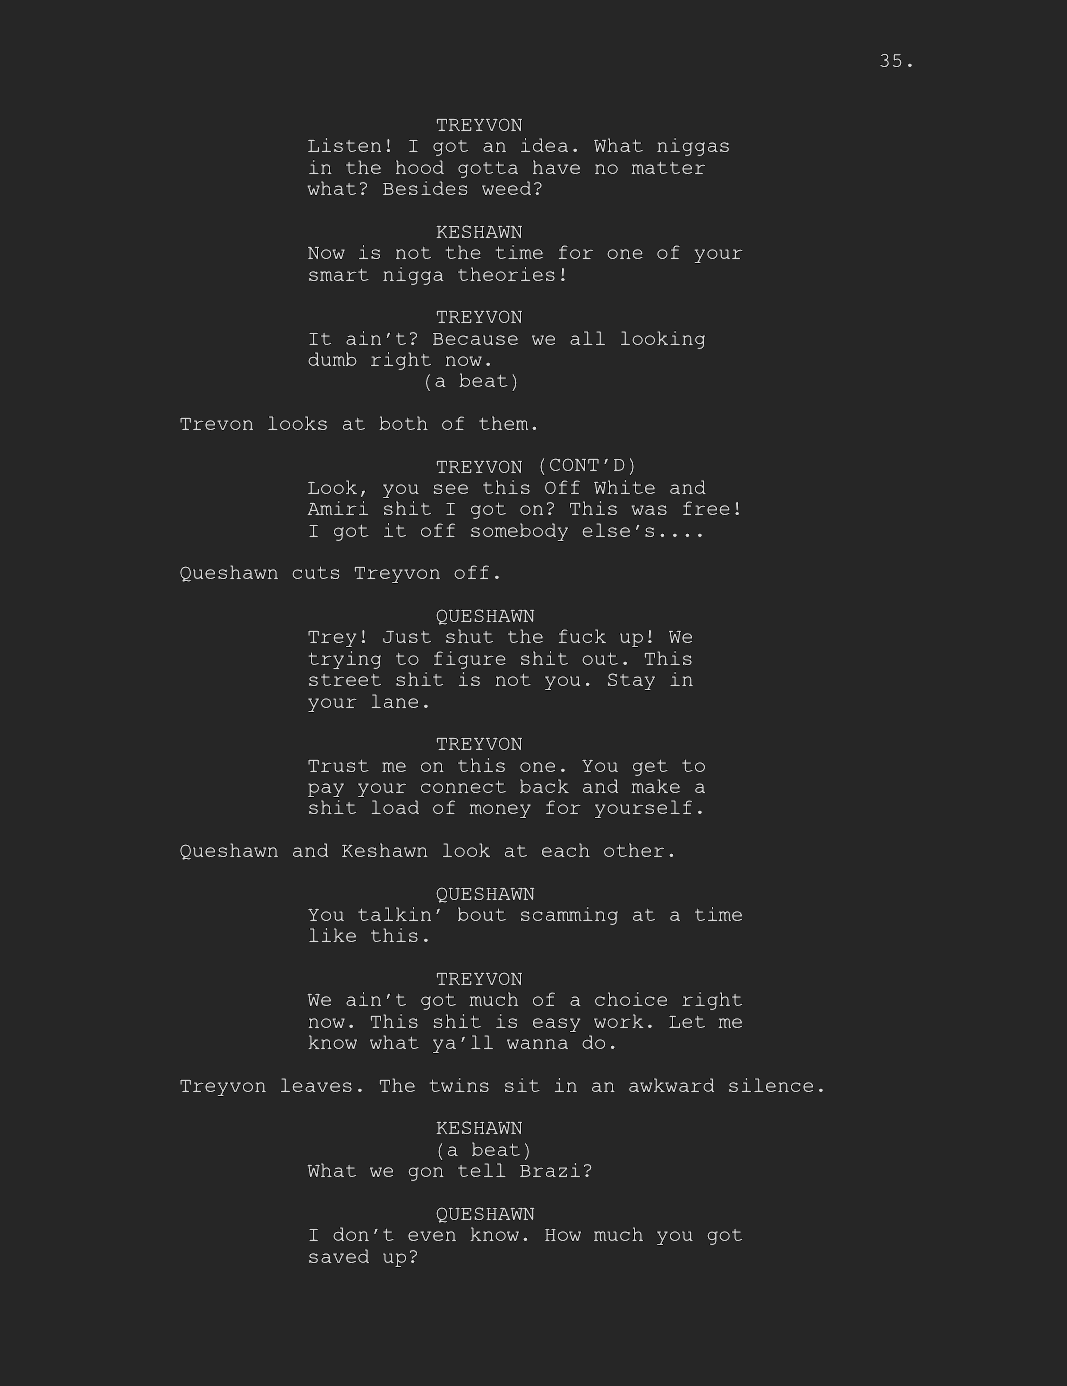 35.
TREYVON
Listen! I got an idea. What niggas
in the hood gotta have no matter
what? Besides weed?
KESHAWN
Now is not the time for one of your
smart nigga theories!
TREYVON
It ain’t? Because we all looking
dumb right now.
(a beat)
Trevon looks at both of them.
TREYVON (CONT’D)
Look, you see this Off White and
Amiri shit I got on? This was free!
I got it off somebody else’s....
Queshawn cuts Treyvon off.
QUESHAWN
Trey! Just shut the fuck up! We
trying to figure shit out. This
street shit is not you. Stay in
your lane.
TREYVON
Trust me on this one. You get to
pay your connect back and make a
shit load of money for yourself.
Queshawn and Keshawn look at each other.
QUESHAWN
You talkin’ bout scamming at a time
like this.
TREYVON
We ain’t got much of a choice right
now. This shit is easy work. Let me
know what ya’ll wanna do.
Treyvon leaves. The twins sit in an awkward silence.
KESHAWN
(a beat)
What we gon tell Brazi?
QUESHAWN
I don’t even know. How much you got
saved up?